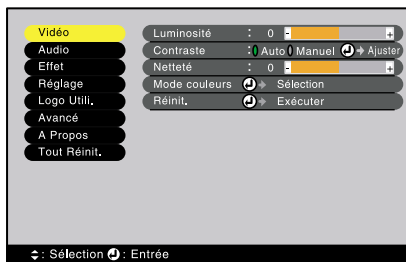 Vidéo
Audio
Effet
Réglage
Logo Utili.
Avancé
A Propos
Tout Réinit.
Luminosité : 0 - +
Contraste : Auto Manuel Ajuster
Netteté : 0 - +
Mode couleurs Sélection
Réinit. Exécuter
: Sélection : Entrée